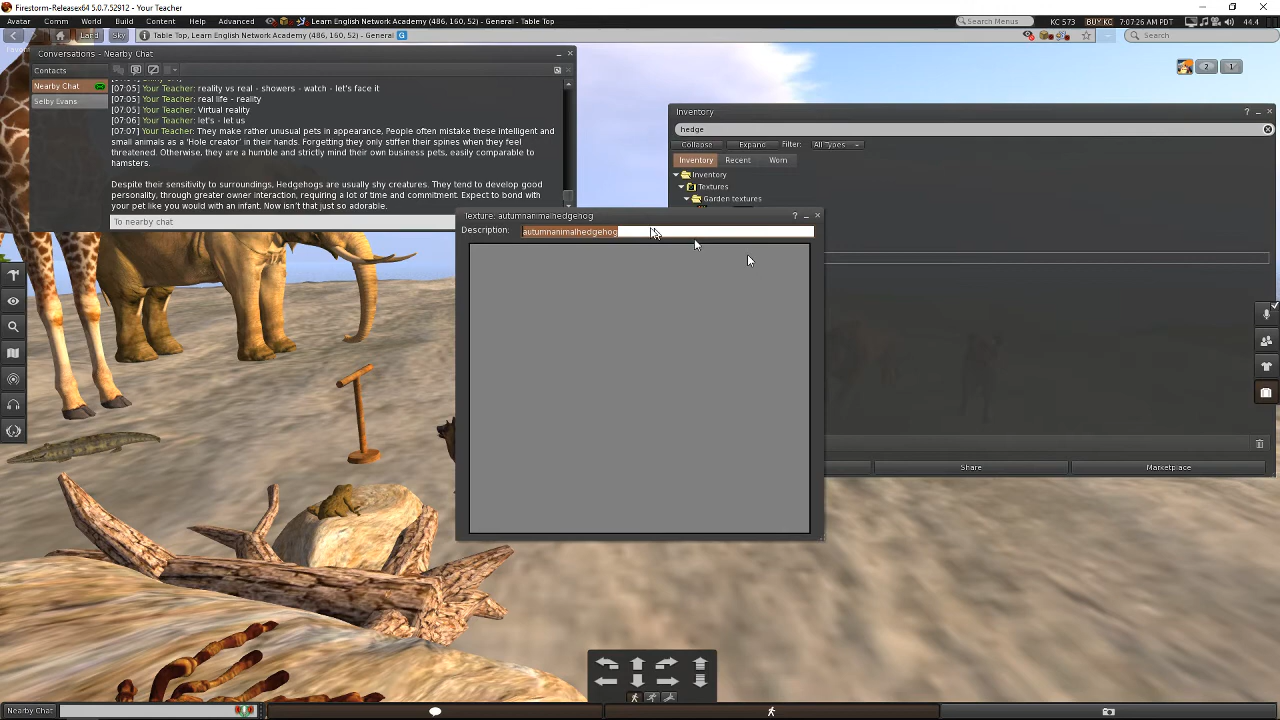 Firestorm-Releasex64 5.0.7.52912 - Your Teacher
Avatar Comm World Build Content Help Advanced Learn English Network Academy (486, 160, 52) - General - Table Top Search Menus KC 573 BUY KC 7:07:26 AM PDT 44.4
Land Sky Table Top, Learn English Network Academy (486, 160, 52) - General G Search
Conversations - Nearby Chat
Contacts
Nearby Chat
Selby Evans
[07:05] Your Teacher: reality vs real - showers - watch - let's face it
[07:05] Your Teacher: real life - reality
[07:05] Your Teacher: Virtual reality
[07:06] Your Teacher: let's - let us
[07:07] Your Teacher: They make rather unusual pets in appearance, People often mistake these intelligent and
small animals as a 'Hole creator' in their hands. Forgetting they only stiffen their spines when they feel
threatened. Otherwise, they are a humble and strictly mind their own business pets, easily comparable to
hamsters.
Despite their sensitivity to surroundings, Hedgehogs are usually shy creatures. They tend to develop good
personality, through greater owner interaction, requiring a lot of time and commitment. Expect to bond with
your pet like you would with an infant. Now isn't that just so adorable.
To nearby chat
2 1
Inventory
hedge
Collapse Expand Filter: All Types
Inventory Recent Worn
Inventory
Textures
Garden textures
Texture: autumnanimalhedgehog
Description: autumnanimalhedgehog
Share Marketplace
Nearby Chat